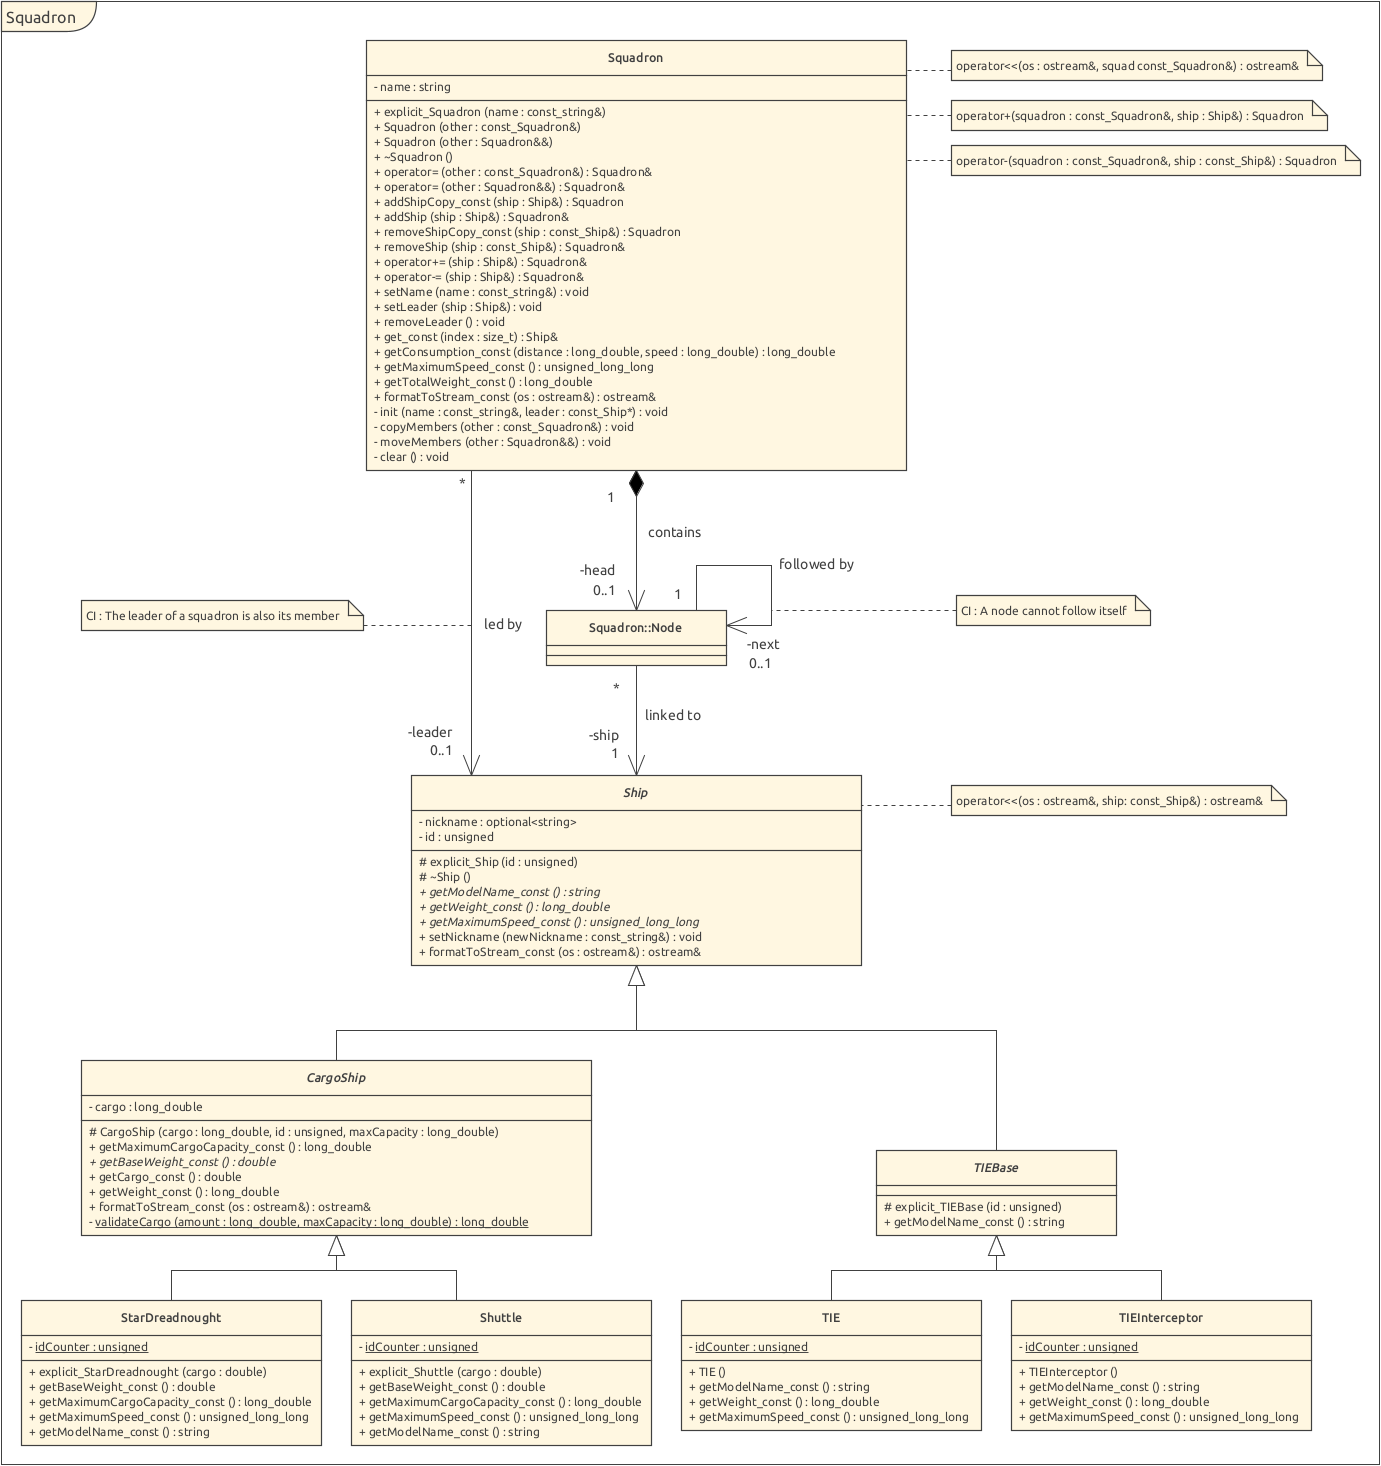 Squadron
Squadron
- name : string
+ explicit_Squadron (name : const_string&)
+ Squadron (other : const_Squadron&)
+ Squadron (other : Squadron&&)
+ ~Squadron ()
+ operator= (other : const_Squadron&) : Squadron&
+ operator= (other : Squadron&&) : Squadron&
+ addShipCopy_const (ship : Ship&) : Squadron
+ addShip (ship : Ship&) : Squadron&
+ removeShipCopy_const (ship : const_Ship&) : Squadron
+ removeShip (ship : const_Ship&) : Squadron&
+ operator+= (ship : Ship&) : Squadron&
+ operator-= (ship : Ship&) : Squadron&
+ setName (name : const_string&) : void
+ setLeader (ship : Ship&) : void
+ removeLeader () : void
+ get_const (index : size_t) : Ship&
+ getConsumption_const (distance : long_double, speed : long_double) : long_double
+ getMaximumSpeed_const () : unsigned_long_long
+ getTotalWeight_const () : long_double
+ formatToStream_const (os : ostream&) : ostream&
- init (name : const_string&, leader : const_Ship*) : void
- copyMembers (other : const_Squadron&) : void
- moveMembers (other : Squadron&&) : void
- clear () : void
operator<<(os : ostream&, squad const_Squadron&) : ostream&
operator+(squadron : const_Squadron&, ship : Ship&) : Squadron
operator-(squadron : const_Squadron&, ship : const_Ship&) : Squadron
*
1
contains
-head
0..1
1
followed by
CI : The leader of a squadron is also its member
led by
Squadron::Node
CI : A node cannot follow itself
-next
0..1
*
linked to
-leader
0..1
-ship
1
Ship
- nickname : optional<string>
- id : unsigned
# explicit_Ship (id : unsigned)
# ~Ship ()
+ getModelName_const () : string
+ getWeight_const () : long_double
+ getMaximumSpeed_const () : unsigned_long_long
+ setNickname (newNickname : const_string&) : void
+ formatToStream_const (os : ostream&) : ostream&
operator<<(os : ostream&, ship: const_Ship&) : ostream&
CargoShip
- cargo : long_double
# CargoShip (cargo : long_double, id : unsigned, maxCapacity : long_double)
+ getMaximumCargoCapacity_const () : long_double
+ getBaseWeight_const () : double
+ getCargo_const () : double
+ getWeight_const () : long_double
+ formatToStream_const (os : ostream&) : ostream&
- validateCargo (amount : long_double, maxCapacity : long_double) : long_double
TIEBase
# explicit_TIEBase (id : unsigned)
+ getModelName_const () : string
StarDreadnought
- idCounter : unsigned
+ explicit_StarDreadnought (cargo : double)
+ getBaseWeight_const () : double
+ getMaximumCargoCapacity_const () : long_double
+ getMaximumSpeed_const () : unsigned_long_long
+ getModelName_const () : string
Shuttle
- idCounter : unsigned
+ explicit_Shuttle (cargo : double)
+ getBaseWeight_const () : double
+ getMaximumCargoCapacity_const () : long_double
+ getMaximumSpeed_const () : unsigned_long_long
+ getModelName_const () : string
TIE
- idCounter : unsigned
+ TIE ()
+ getModelName_const () : string
+ getWeight_const () : long_double
+ getMaximumSpeed_const () : unsigned_long_long
TIEInterceptor
- idCounter : unsigned
+ TIEInterceptor ()
+ getModelName_const () : string
+ getWeight_const () : long_double
+ getMaximumSpeed_const () : unsigned_long_long